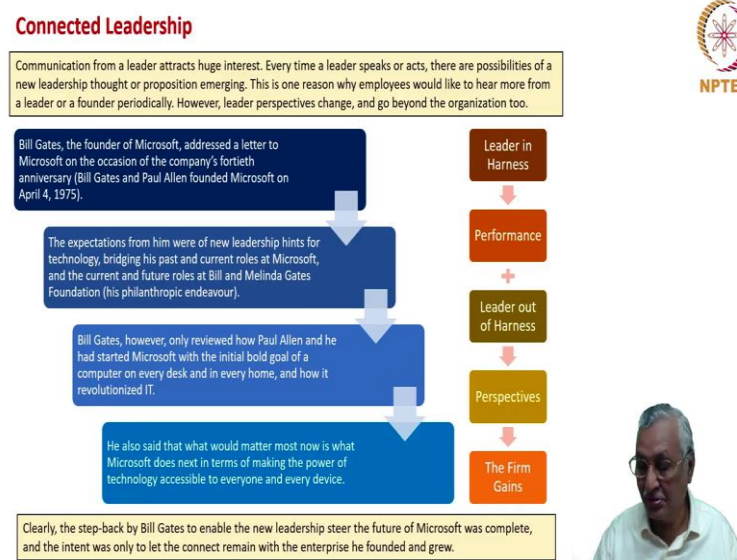 Connected Leadership
NPTE
Communication from a leader attracts huge interest. Every time a leader speaks or acts, there are possibilities of a
new leadership thought or proposition emerging. This is one reason why employees would like to hear more from
a leader or a founder periodically. However, leader perspectives change, and go beyond the organization too.
Bill Gates, the founder of Microsoft, addressed a letter to
Microsoft on the occasion of the company's fortieth
anniversary (Bill Gates and Paul Allen founded Microsoft on
April 4, 1975).
The expectations from him were of new leadership hints for
technology, bridging his past and current roles at Microsoft,
and the current and future roles at Bill and Melinda Gates
Foundation (his philanthropic endeavour).
Bill Gates, however, only reviewed how Paul Allen and he
had started Microsoft with the initial bold goal of a
computer on every desk and in every home, and how it
revolutionized IT.
He also said that what would matter most now is what
Microsoft does next in terms of making the power of
technology accessible to everyone and every device.
Leader in
Harness
Performance
+
Leader out
of Harness
Perspectives
The Firm
Gains
Clearly, the step-back by Bill Gates to enable the new leadership steer the future of Microsoft was complete,
and the intent was only to let the connect remain with the enterprise he founded and grew.